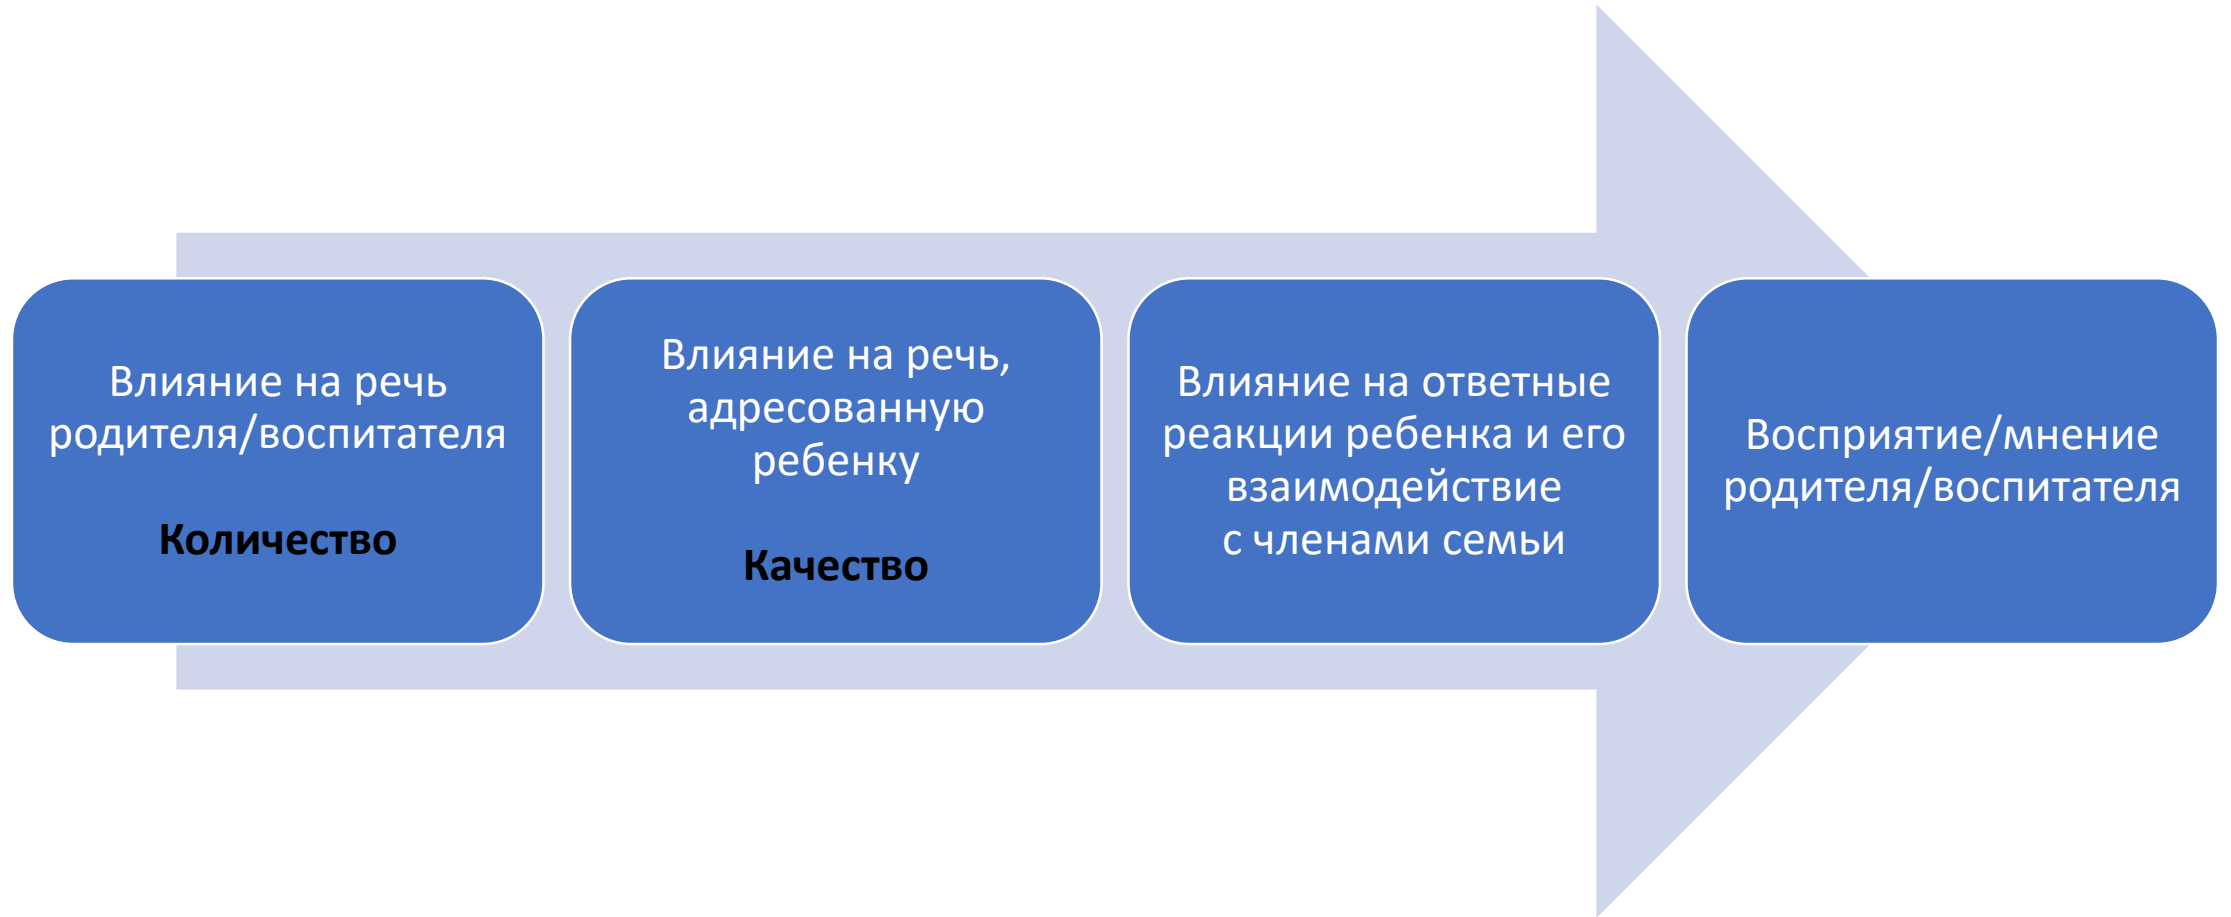 Влияние на речь
родителя/воспитателя
Количество
Влияние на речь,
адресованную
ребенку
Качество
Влияние на ответные
реакции ребенка и его
взаимодействие
с членами семьи
Восприятие/мнение
родителя/воспитателя